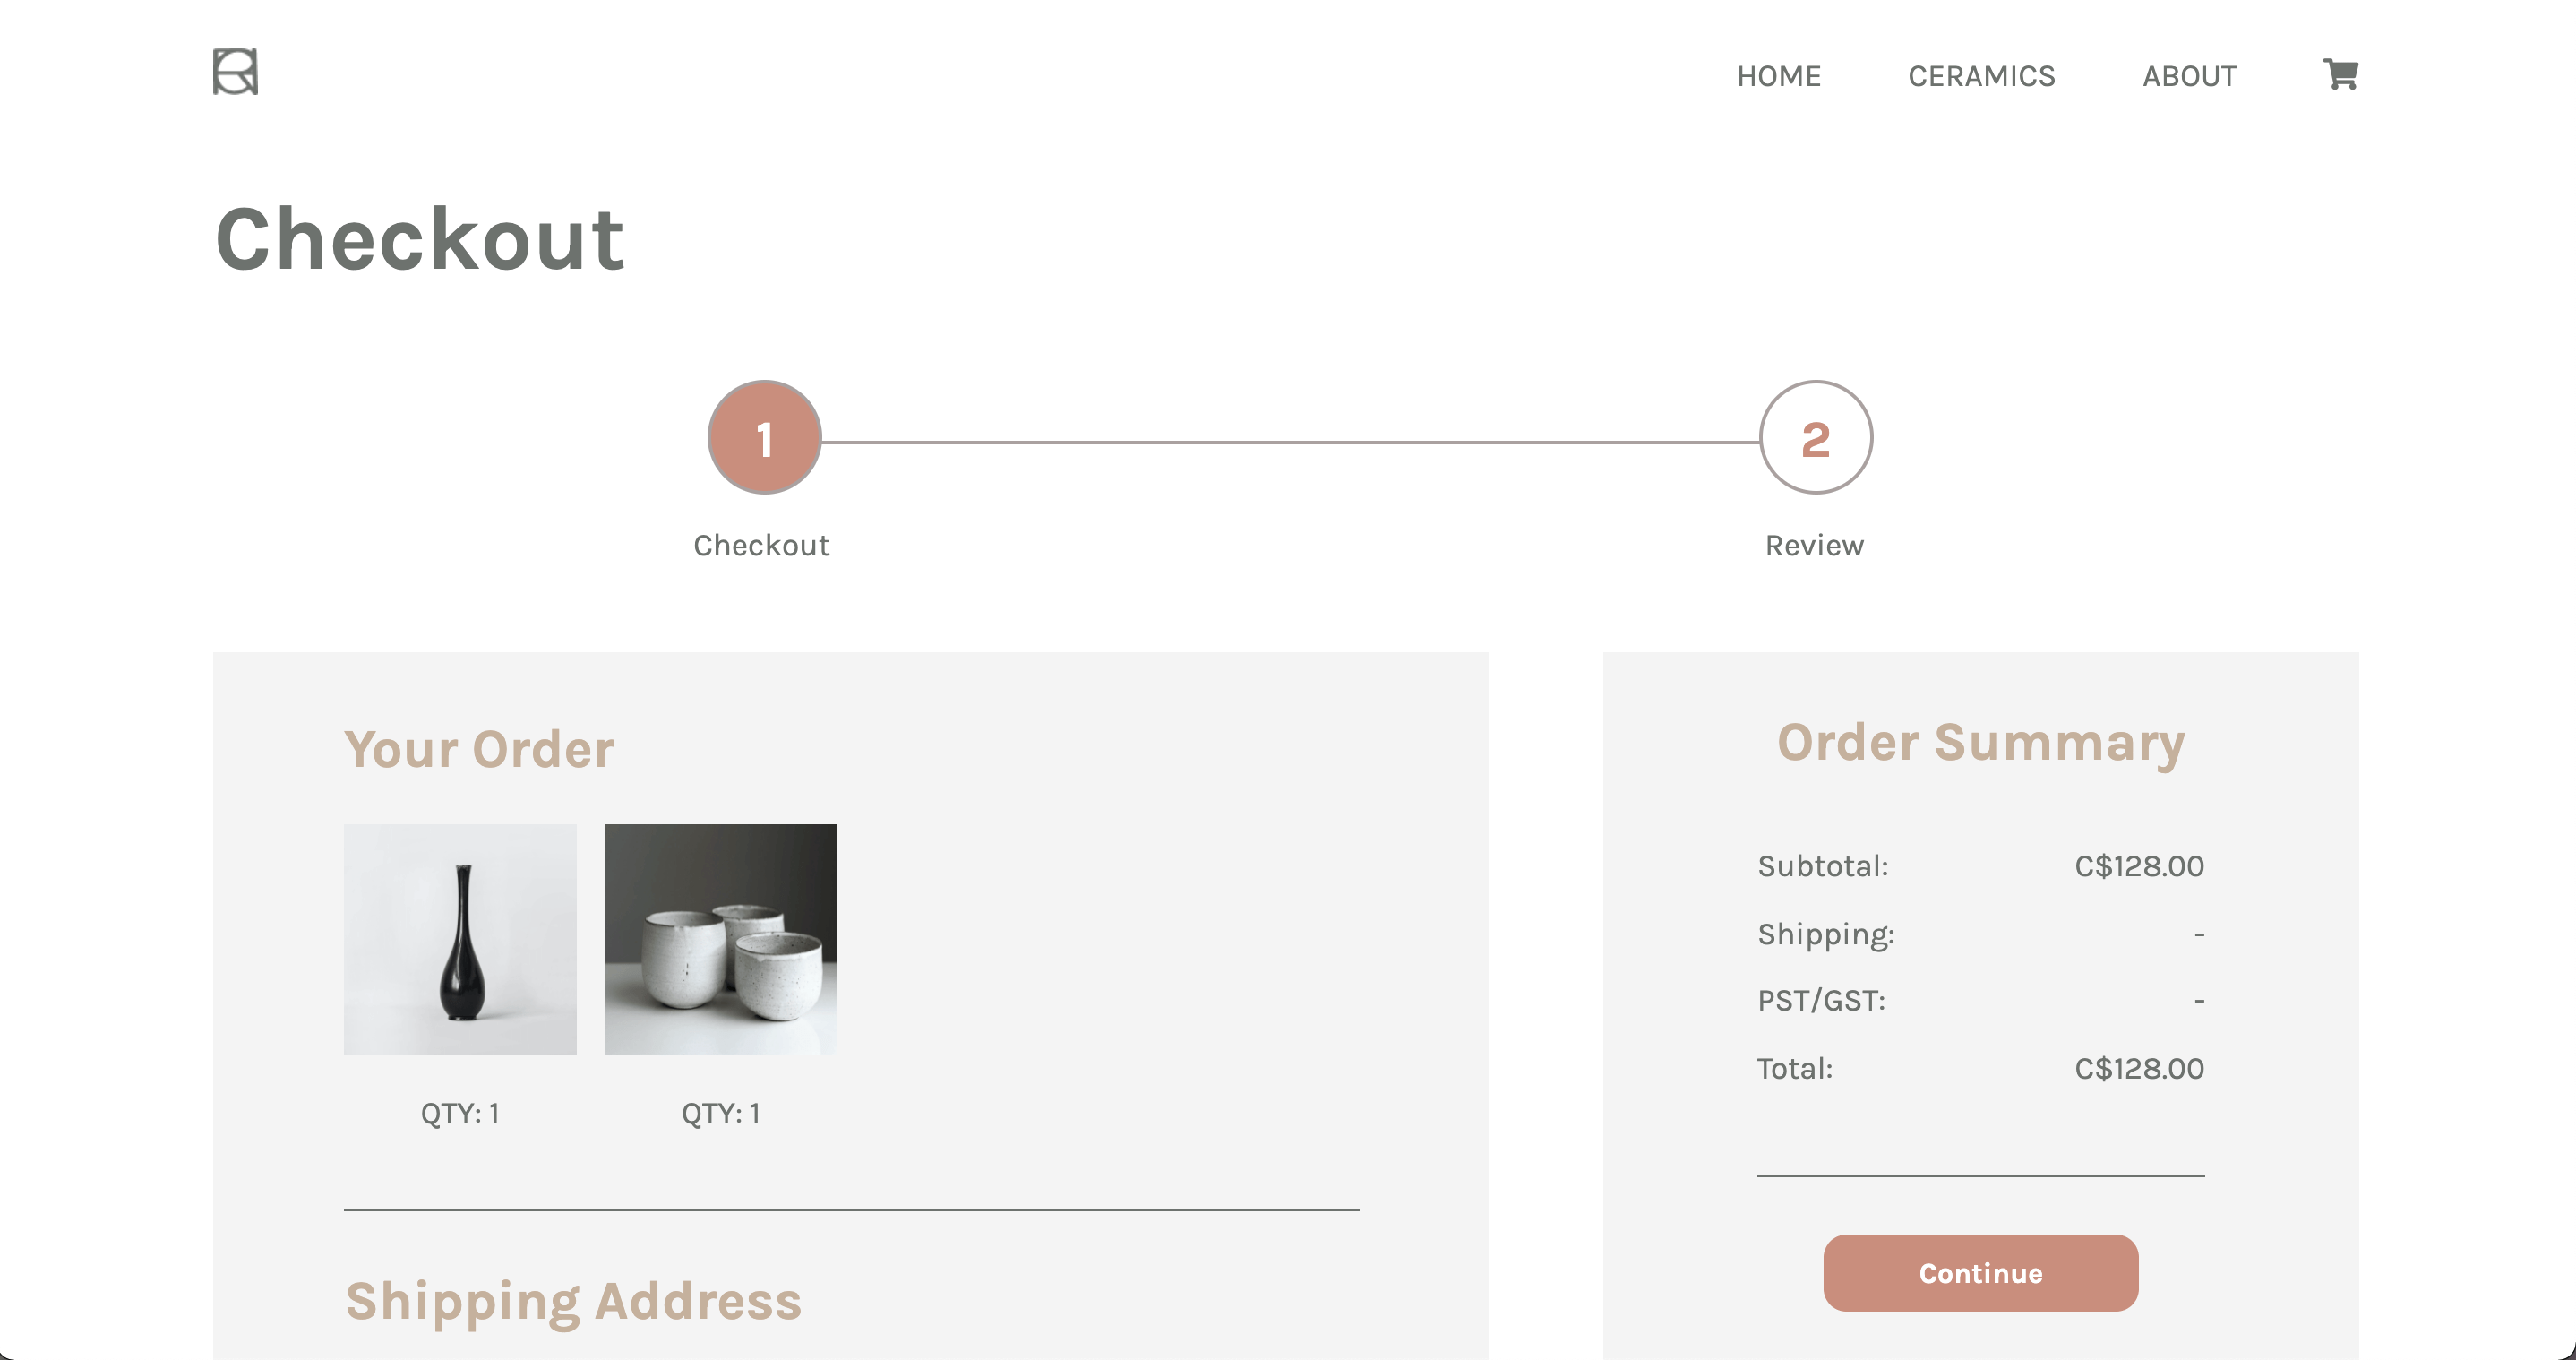 HOME CERAMICS ABOUT
Checkout
1 2
Checkout Review
Your Order
QTY: 1 QTY: 1
Shipping Address
Order Summary
Subtotal: C$128.00
Shipping: -
PST/GST: -
Total: C$128.00
Continue